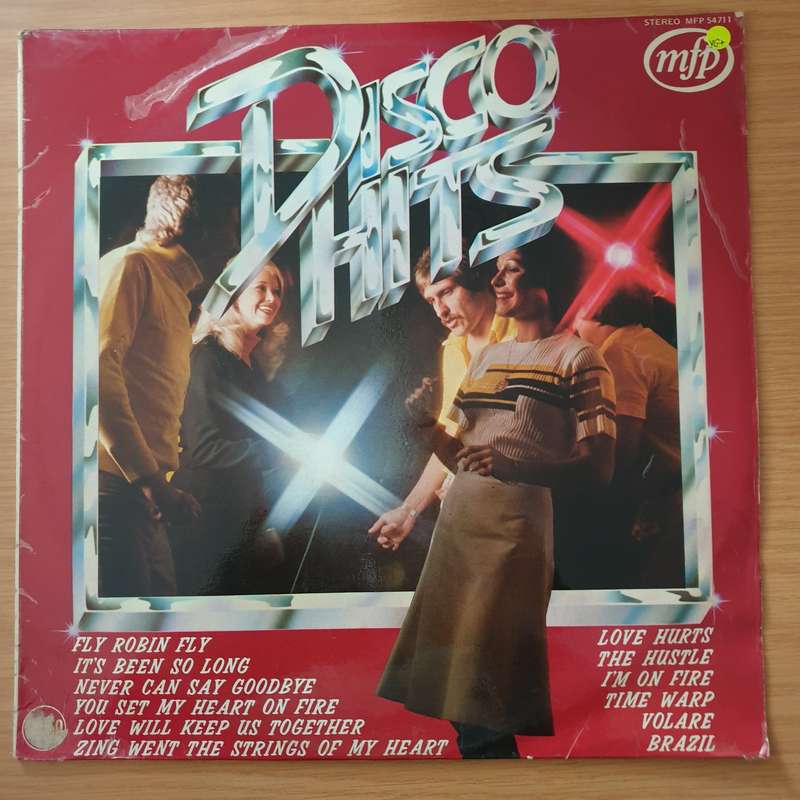 STEREO MFP 54711
mfp
VG+
DISCO
HITS
FLY ROBIN FLY
IT'S BEEN SO LONG
NEVER CAN SAY GOODBYE
YOU SET MY HEART ON FIRE
LOVE WILL KEEP US TOGETHER
ZING WENT THE STRINGS OF MY HEART
LOVE HURTS
THE HUSTLE
I'M ON FIRE
TIME WARP
VOLARE
BRAZIL